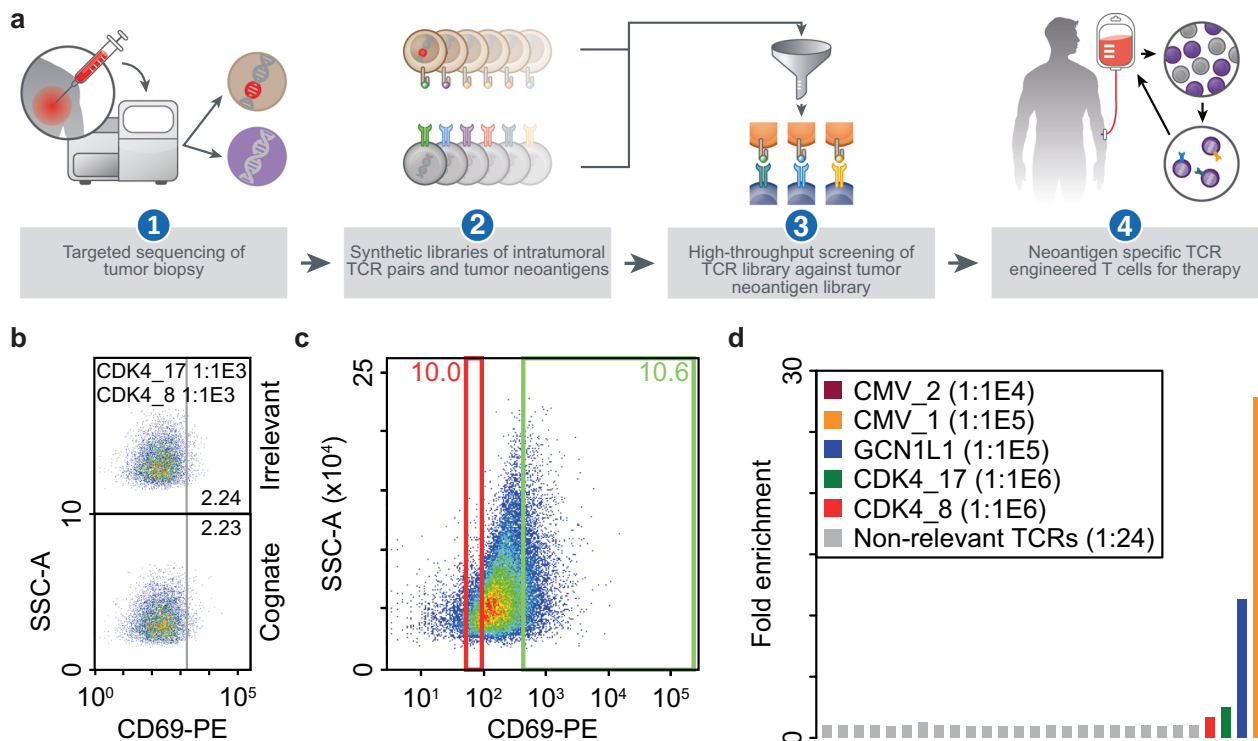 a
1
Targeted sequencing of
tumor biopsy
2
Synthetic libraries of intratumoral
TCR pairs and tumor neoantigens
3
High-throughput screening of
TCR library against tumor
neoantigen library
4
Neoantigen specific TCR
engineered T cells for therapy
b
CDK4_17 1:1E3
CDK4_8 1:1E3
2.24
Irrelevant
10
2.23
Cognate
SSC-A
0
10⁰
10⁵
CD69-PE
c
25
10.0
10.6
SSC-A (x10⁴)
0
10¹
10²
10³
10⁴
10⁵
CD69-PE
d
30
CMV_2 (1:1E4)
CMV_1 (1:1E5)
GCN1L1 (1:1E5)
CDK4_17 (1:1E6)
CDK4_8 (1:1E6)
Non-relevant TCRs (1:24)
Fold enrichment